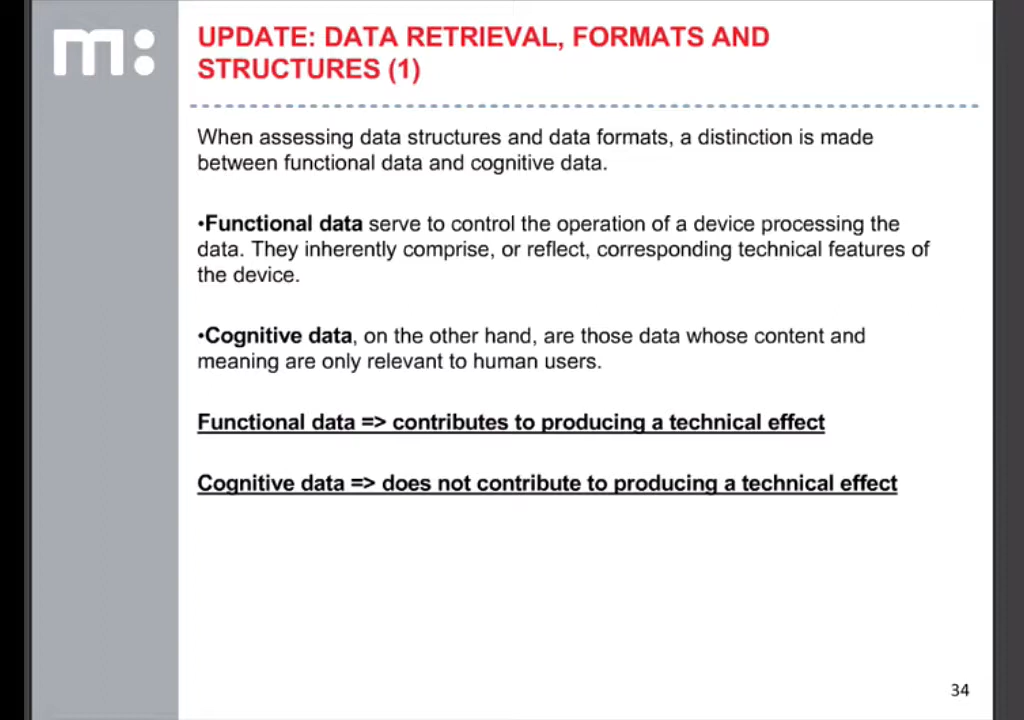 m:
UPDATE: DATA RETRIEVAL, FORMATS AND
STRUCTURES (1)
When assessing data structures and data formats, a distinction is made
between functional data and cognitive data.
•Functional data serve to control the operation of a device processing the
data. They inherently comprise, or reflect, corresponding technical features of
the device.
•Cognitive data, on the other hand, are those data whose content and
meaning are only relevant to human users.
Functional data => contributes to producing a technical effect
Cognitive data => does not contribute to producing a technical effect
34